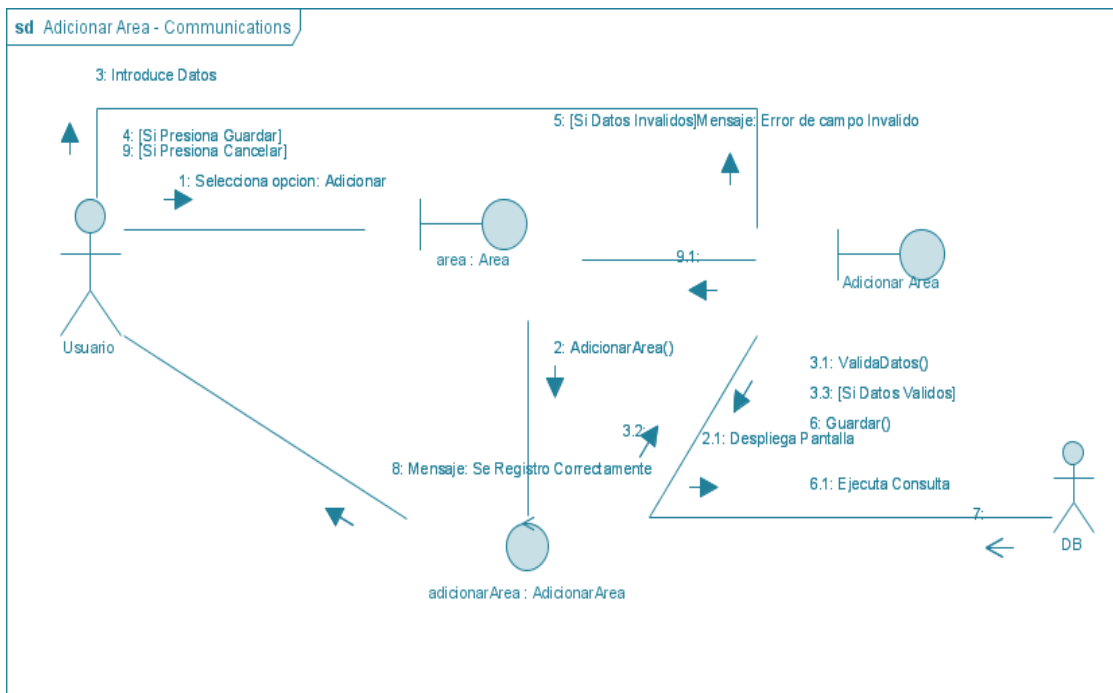 sd Adicionar Area - Communications
3: Introduce Datos
5: [Si Datos Invalidos]Mensaje: Error de campo Invalido
4: [Si Presiona Guardar]
9: [Si Presiona Cancelar]
1: Selecciona opcion: Adicionar
area : Area
9.1:
Adicionar Area
Usuario
2: AdicionarArea()
3.1: ValidaDatos()
3.3: [Si Datos Validos]
6: Guardar()
3.2:
2.1: Despliega Pantalla
8: Mensaje: Se Registro Correctamente
6.1: Ejecuta Consulta
7:
DB
adicionarArea : AdicionarArea